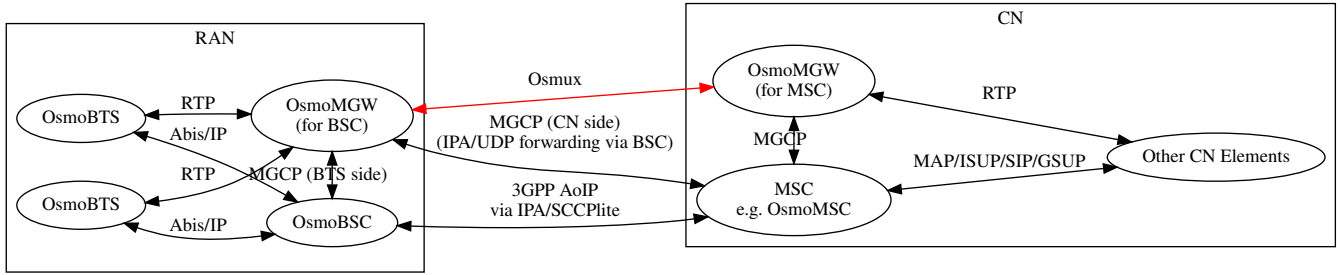 RAN
CN
OsmoBTS
RTP
OsmoMGW
(for BSC)
Osmux
OsmoMGW
(for MSC)
RTP
Abis/IP
MGCP (CN side)
(IPA/UDP forwarding via BSC)
MGCP
Other CN Elements
RTP
MGCP (BTS side)
MAP/ISUP/SIP/GSUP
OsmoBTS
Abis/IP
OsmoBSC
3GPP AoIP
via IPA/SCCPlite
MSC
e.g. OsmoMSC